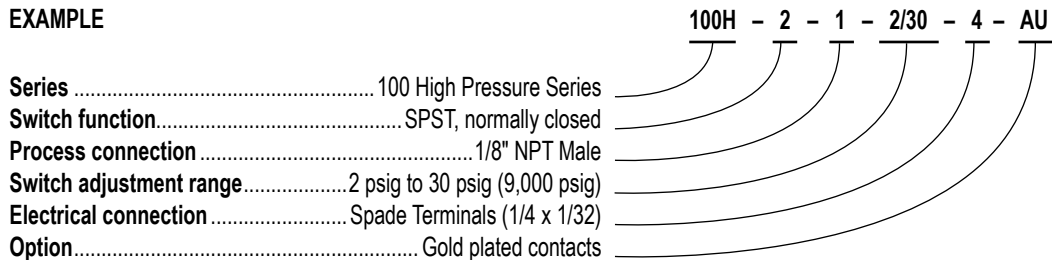 EXAMPLE 100H – 2 – 1 – 2/30 – 4 – AU
Series ....................................................... 100 High Pressure Series
Switch function............................................. SPST, normally closed
Process connection .................................................. 1/8" NPT Male
Switch adjustment range................... 2 psig to 30 psig (9,000 psig)
Electrical connection ......................... Spade Terminals (1/4 x 1/32)
Option............................................................... Gold plated contacts